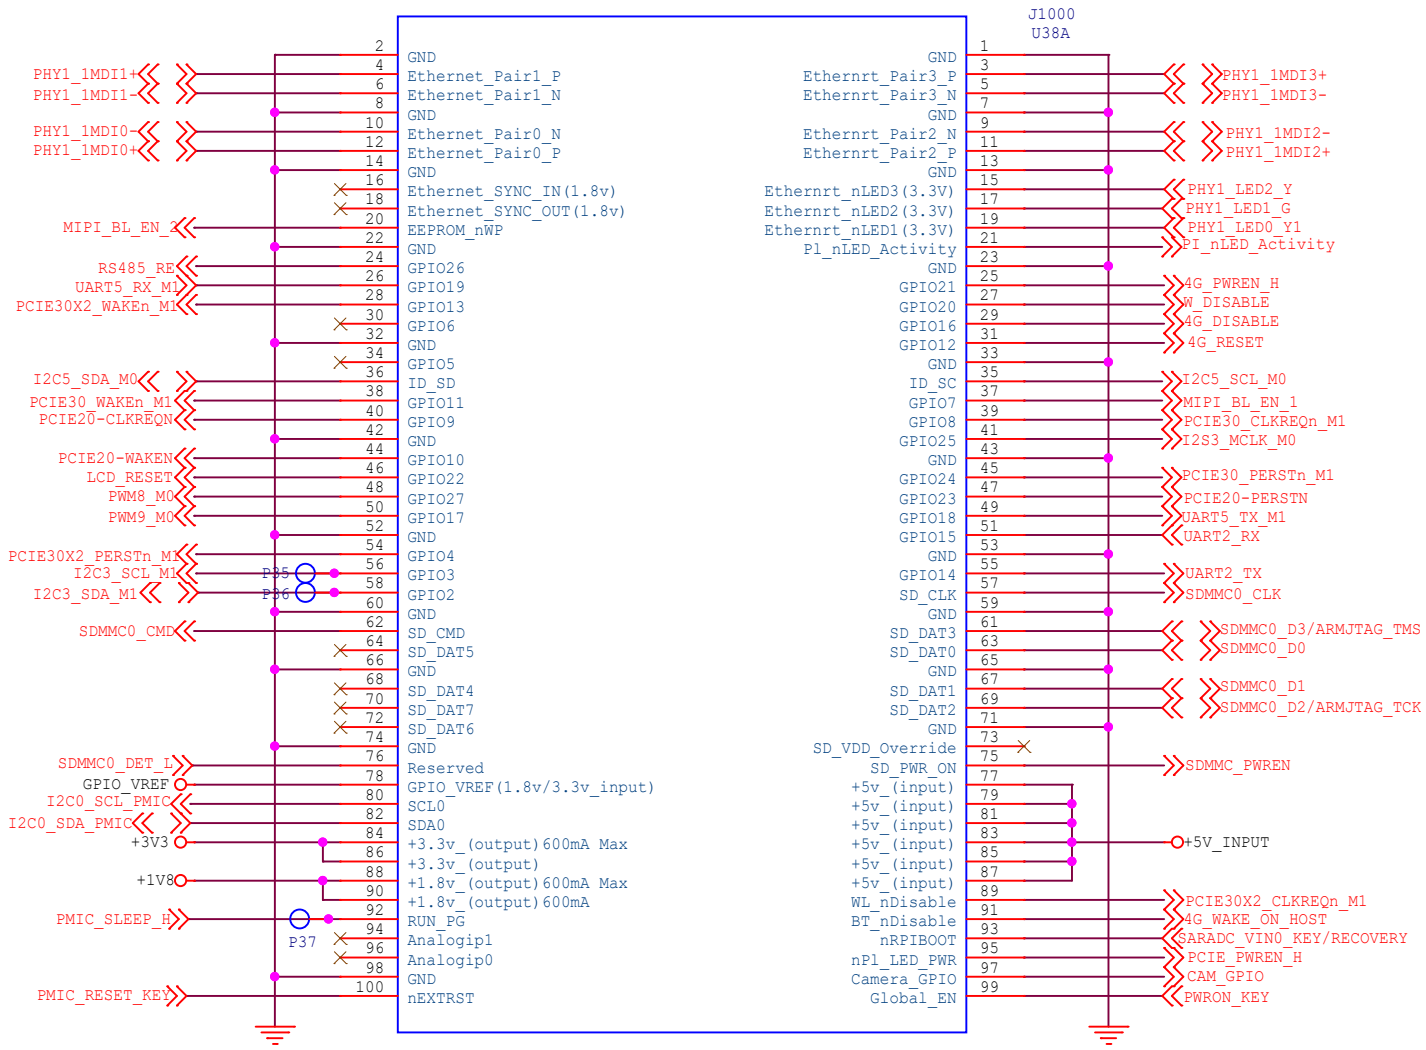 J1000
U38A
2 GND
PHY1_1MDI1+ 4 Ethernet_Pair1_P
PHY1_1MDI1- 6 Ethernet_Pair1_N
8 GND
PHY1_1MDI0- 10 Ethernet_Pair0_N
PHY1_1MDI0+ 12 Ethernet_Pair0_P
14 GND
16 Ethernet_SYNC_IN(1.8v)
18 Ethernet_SYNC_OUT(1.8v)
MIPI_BL_EN_2 20 EEPROM_nWP
22 GND
RS485_RE 24 GPIO26
UART5_RX_M1 26 GPIO19
PCIE30X2_WAKEn_M1 28 GPIO13
30 GPIO6
32 GND
34 GPIO5
I2C5_SDA_M0 36 ID_SD
PCIE30_WAKEn_M1 38 GPIO11
PCIE20-CLKREQN 40 GPIO9
42 GND
PCIE20-WAKEN 44 GPIO10
LCD_RESET 46 GPIO22
PWM8_M0 48 GPIO27
PWM9_M0 50 GPIO17
52 GND
PCIE30X2_PERSTn_M1 54 GPIO4
I2C3_SCL_M1 P35 56 GPIO3
I2C3_SDA_M1 P36 58 GPIO2
60 GND
SDMMC0_CMD 62 SD_CMD
64 SD_DAT5
66 GND
68 SD_DAT4
70 SD_DAT7
72 SD_DAT6
74 GND
SDMMC0_DET_L 76 Reserved
GPIO_VREF 78 GPIO_VREF(1.8v/3.3v_input)
I2C0_SCL_PMIC 80 SCL0
I2C0_SDA_PMIC 82 SDA0
+3V3 84 +3.3v_(output)600mA Max
86 +3.3v_(output)
+1V8 88 +1.8v_(output)600mA Max
90 +1.8v_(output)600mA
PMIC_SLEEP_H P37 92 RUN_PG
94 Analogip1
96 Analogip0
98 GND
PMIC_RESET_KEY 100 nEXTRST
GND 1
Ethernrt_Pair3_P 3 PHY1_1MDI3+
Ethernrt_Pair3_N 5 PHY1_1MDI3-
GND 7
Ethernrt_Pair2_N 9 PHY1_1MDI2-
Ethernrt_Pair2_P 11 PHY1_1MDI2+
GND 13
Ethernrt_nLED3(3.3V) 15 PHY1_LED2_Y
Ethernrt_nLED2(3.3V) 17 PHY1_LED1_G
Ethernrt_nLED1(3.3V) 19 PHY1_LED0_Y1
Pl_nLED_Activity 21 PI_nLED_Activity
GND 23
GPIO21 25 4G_PWREN_H
GPIO20 27 W_DISABLE
GPIO16 29 4G_DISABLE
GPIO12 31 4G_RESET
GND 33
ID_SC 35 I2C5_SCL_M0
GPIO7 37 MIPI_BL_EN_1
GPIO8 39 PCIE30_CLKREQn_M1
GPIO25 41 I2S3_MCLK_M0
GND 43
GPIO24 45 PCIE30_PERSTn_M1
GPIO23 47 PCIE20-PERSTN
GPIO18 49 UART5_TX_M1
GPIO15 51 UART2_RX
GND 53
GPIO14 55 UART2_TX
SD_CLK 57 SDMMC0_CLK
GND 59
SD_DAT3 61 SDMMC0_D3/ARMJTAG_TMS
SD_DAT0 63 SDMMC0_D0
GND 65
SD_DAT1 67 SDMMC0_D1
SD_DAT2 69 SDMMC0_D2/ARMJTAG_TCK
GND 71
SD_VDD_Override 73
SD_PWR_ON 75 SDMMC_PWREN
+5v_(input) 77
+5v_(input) 79
+5v_(input) 81
+5v_(input) 83 +5V_INPUT
+5v_(input) 85
+5v_(input) 87
WL_nDisable 89 PCIE30X2_CLKREQn_M1
BT_nDisable 91 4G_WAKE_ON_HOST
nRPIBOOT 93 SARADC_VIN0_KEY/RECOVERY
nPl_LED_PWR 95 PCIE_PWREN_H
Camera_GPIO 97 CAM_GPIO
Global_EN 99 PWRON_KEY